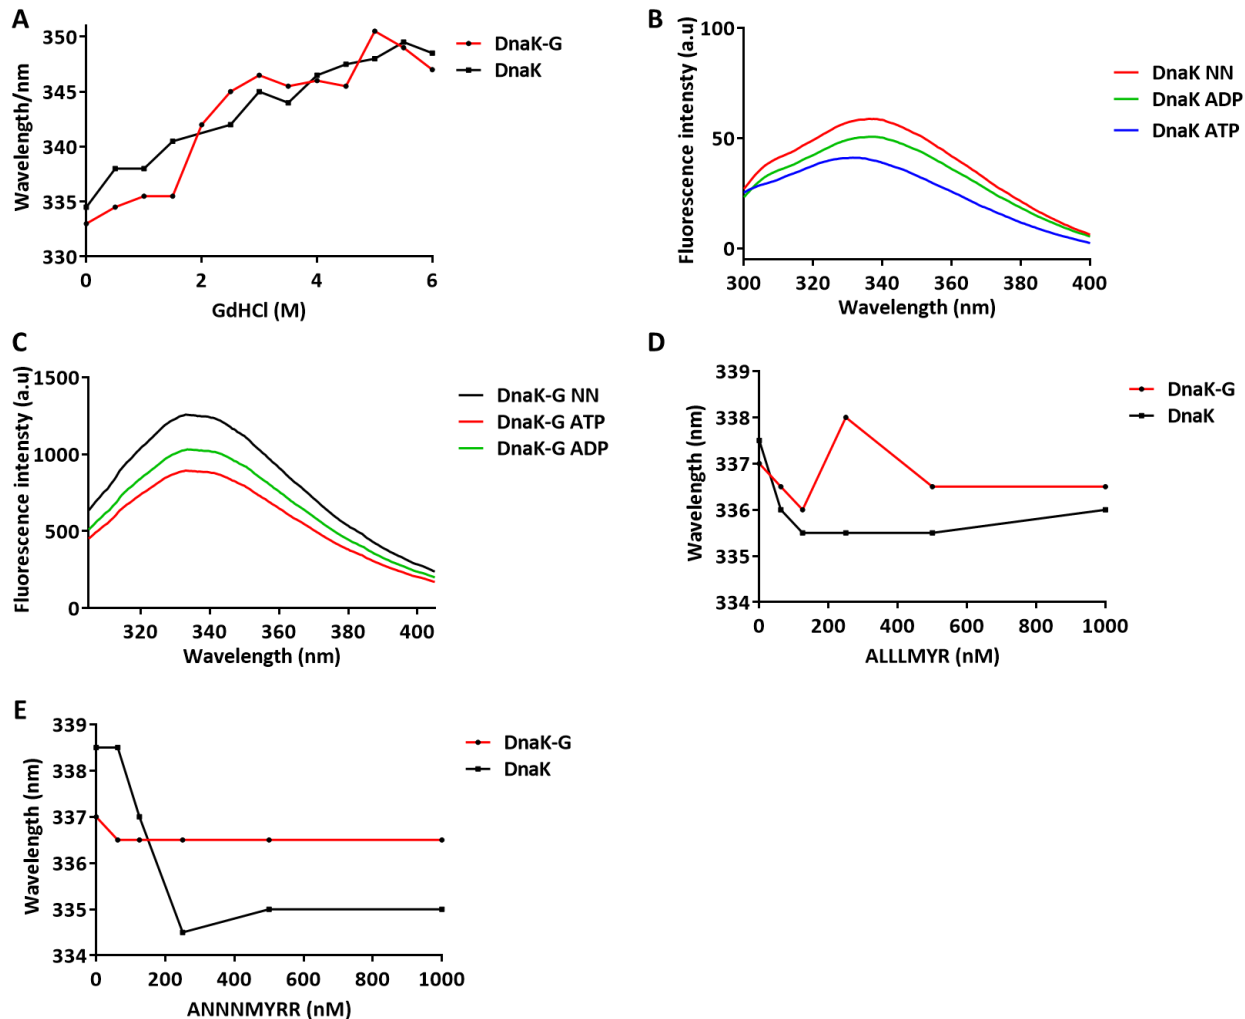 A
Wavelength/nm
350
345
340
335
330
0 2 4 6
GdHCl (M)
DnaK-G
DnaK
B
Fluorescence intensty (a.u)
100
50
0
300 320 340 360 380 400
Wavelength (nm)
DnaK NN
DnaK ADP
DnaK ATP
C
Fluorescence intensty (a.u)
1500
1000
500
0
320 340 360 380 400
Wavelength (nm)
DnaK-G NN
DnaK-G ATP
DnaK-G ADP
D
Wavelength (nm)
339
338
337
336
335
334
0 200 400 600 800 1000
ALLLMYR (nM)
DnaK-G
DnaK
E
Wavelength (nm)
339
338
337
336
335
334
0 200 400 600 800 1000
ANNNMYRR (nM)
DnaK-G
DnaK